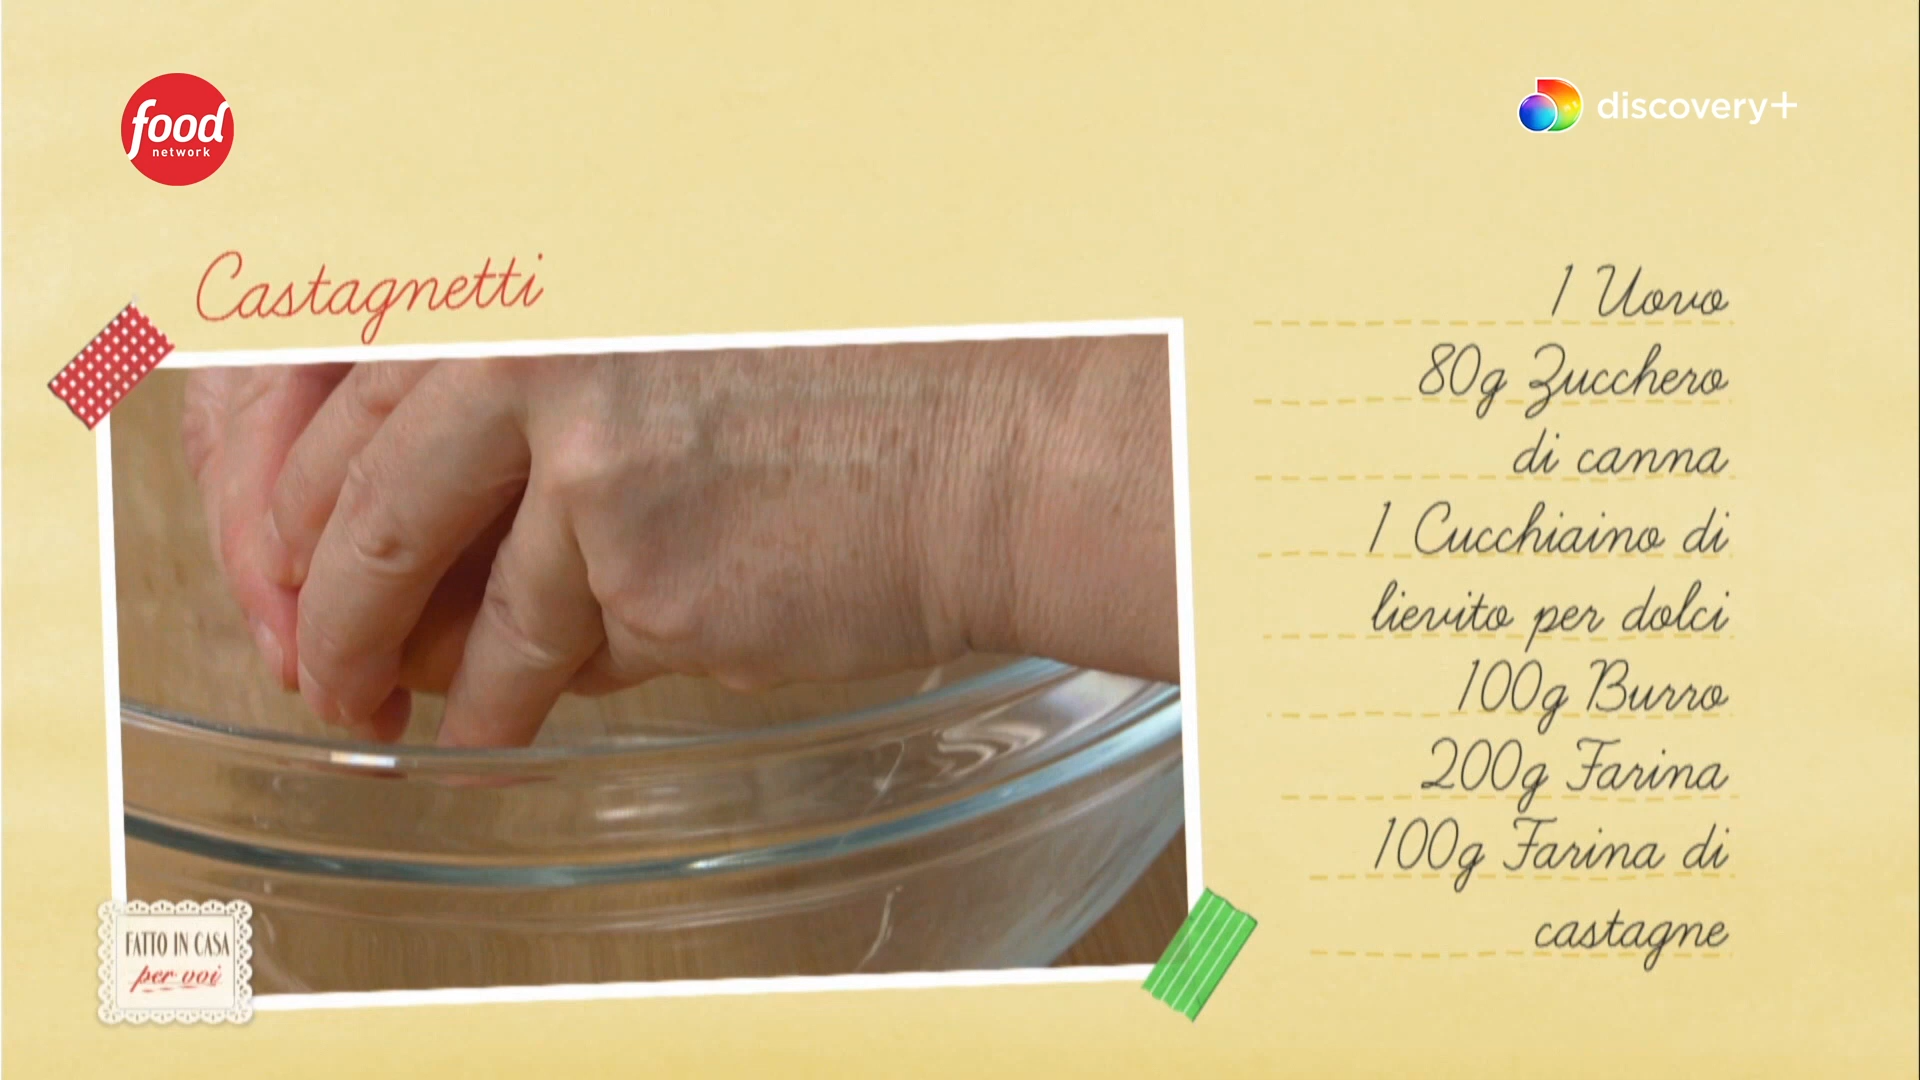 food
network
discovery+
Castagnetti
1 Uovo
80g Zucchero
di canna
1 Cucchiaino di
lievito per dolci
100g Burro
200g Farina
100g Farina di
castagne
FATTO IN CASA
per voi